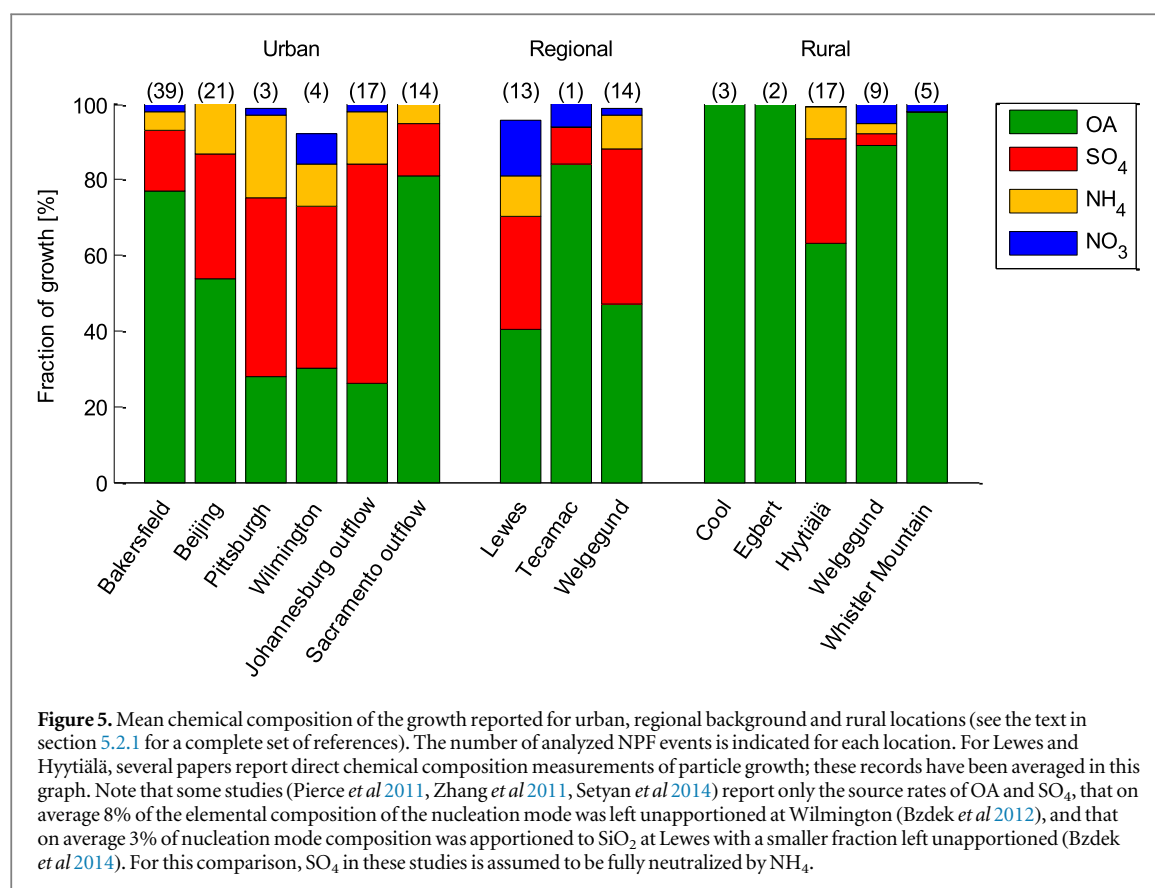 Urban Regional Rural
(39) (21) (3) (4) (17) (14) (13) (1) (14) (3) (2) (17) (9) (5)
100
80
60
40
20
0
Fraction of growth [%]
OA
SO4
NH4
NO3
Bakersfield
Beijing
Pittsburgh
Wilmington
Johannesburg outflow
Sacramento outflow
Lewes
Tecamac
Welgegund
Cool
Egbert
Hyytiälä
Welgegund
Whistler Mountain
Figure 5. Mean chemical composition of the growth reported for urban, regional background and rural locations (see the text in
section 5.2.1 for a complete set of references). The number of analyzed NPF events is indicated for each location. For Lewes and
Hyytiälä, several papers report direct chemical composition measurements of particle growth; these records have been averaged in this
graph. Note that some studies (Pierce et al 2011, Zhang et al 2011, Setyan et al 2014) report only the source rates of OA and SO4, that on
average 8% of the elemental composition of the nucleation mode was left unapportioned at Wilmington (Bzdek et al 2012), and that
on average 3% of nucleation mode composition was apportioned to SiO2 at Lewes with a smaller fraction left unapportioned (Bzdek
et al 2014). For this comparison, SO4 in these studies is assumed to be fully neutralized by NH4.